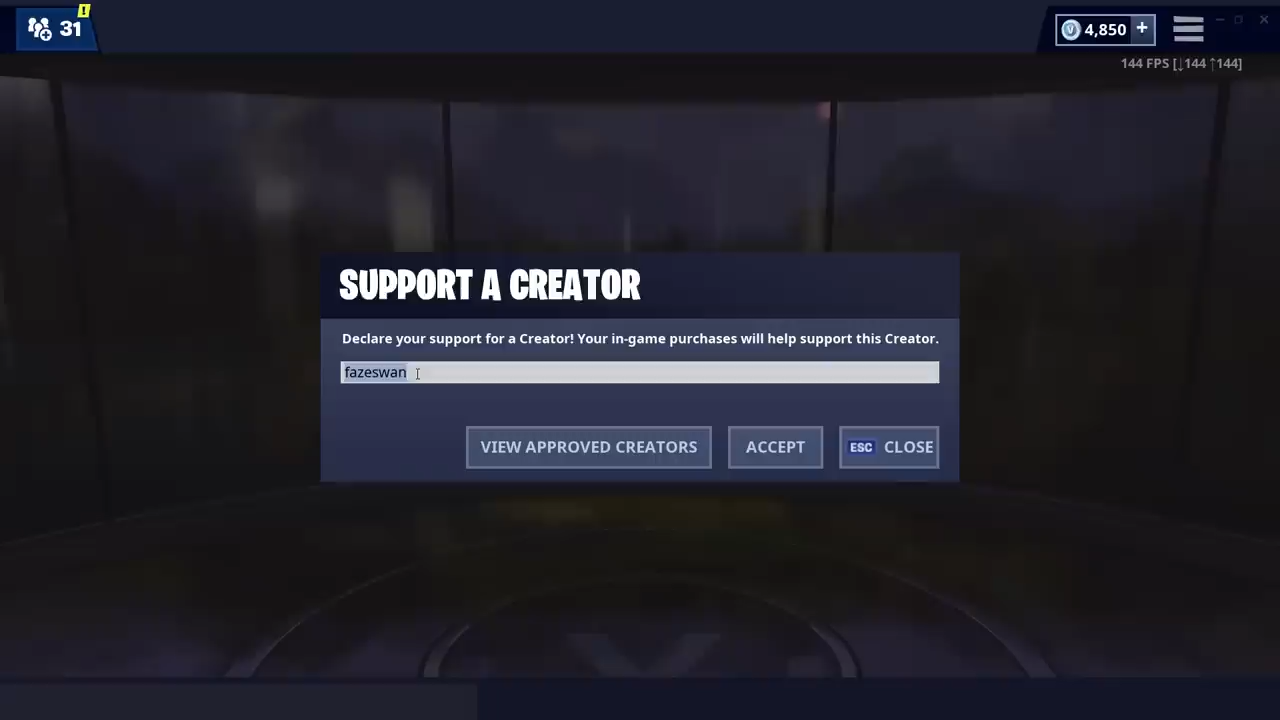 ! 
31
4,850 +
144 FPS [↓144 ↑144]
SUPPORT A CREATOR
Declare your support for a Creator! Your in-game purchases will help support this Creator.
fazeswan
VIEW APPROVED CREATORS
ACCEPT
ESC CLOSE